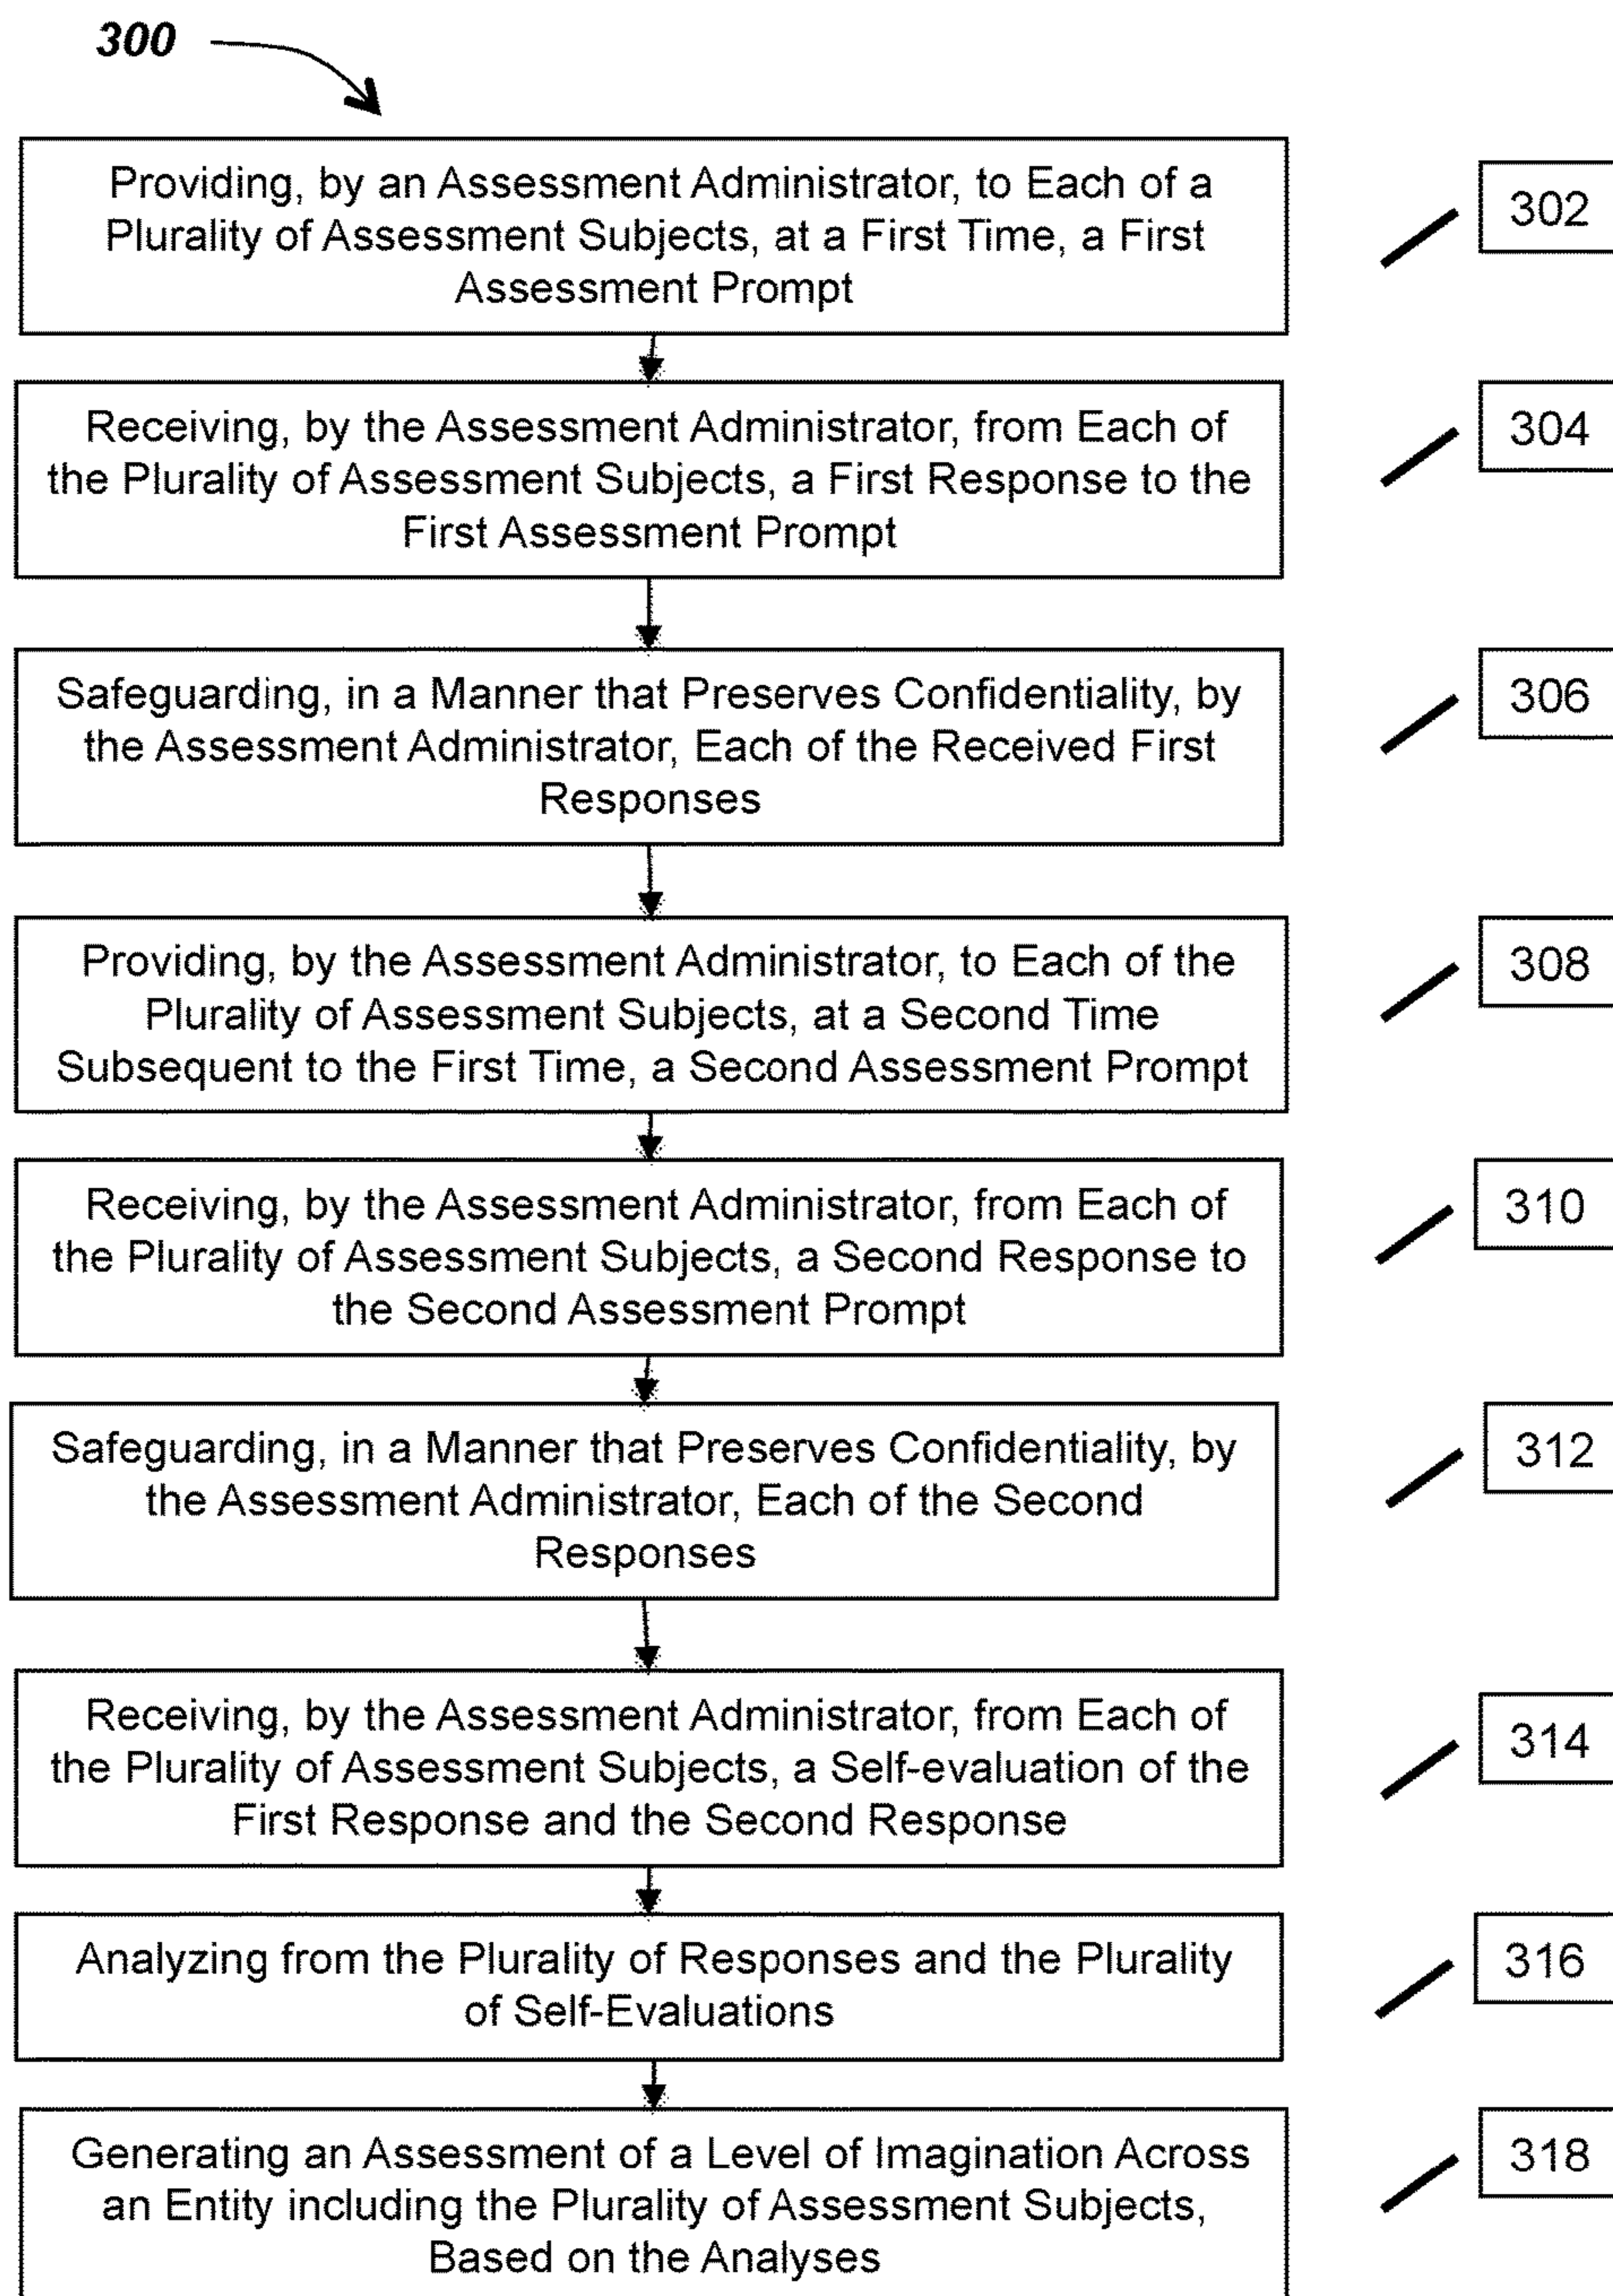 300
Providing, by an Assessment Administrator, to Each of a
Plurality of Assessment Subjects, at a First Time, a First
Assessment Prompt
302
Receiving, by the Assessment Administrator, from Each of
the Plurality of Assessment Subjects, a First Response to the
First Assessment Prompt
304
Safeguarding, in a Manner that Preserves Confidentiality, by
the Assessment Administrator, Each of the Received First
Responses
306
Providing, by the Assessment Administrator, to Each of the
Plurality of Assessment Subjects, at a Second Time
Subsequent to the First Time, a Second Assessment Prompt
308
Receiving, by the Assessment Administrator, from Each of
the Plurality of Assessment Subjects, a Second Response to
the Second Assessment Prompt
310
Safeguarding, in a Manner that Preserves Confidentiality, by
the Assessment Administrator, Each of the Second
Responses
312
Receiving, by the Assessment Administrator, from Each of
the Plurality of Assessment Subjects, a Self-evaluation of the
First Response and the Second Response
314
Analyzing from the Plurality of Responses and the Plurality
of Self-Evaluations
316
Generating an Assessment of a Level of Imagination Across
an Entity including the Plurality of Assessment Subjects,
Based on the Analyses
318